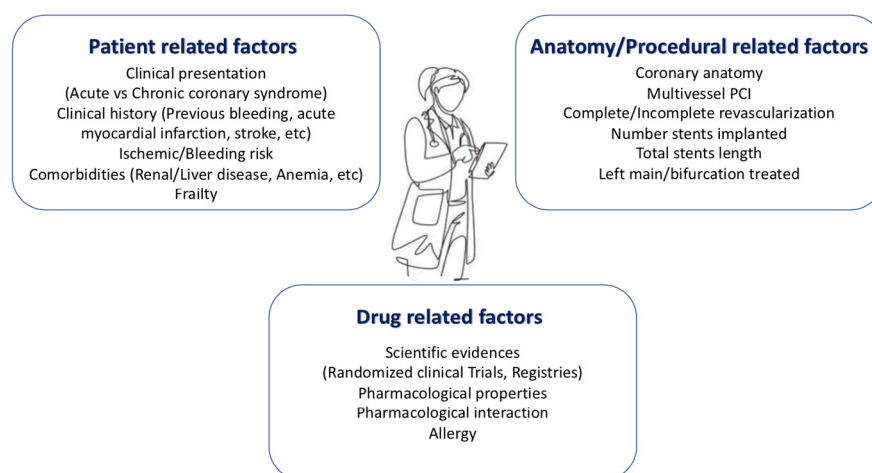 Patient related factors
Clinical presentation
(Acute vs Chronic coronary syndrome)
Clinical history (Previous bleeding, acute
myocardial infarction, stroke, etc)
Ischemic/Bleeding risk
Comorbidities (Renal/Liver disease, Anemia, etc)
Frailty
Anatomy/Procedural related factors
Coronary anatomy
Multivessel PCI
Complete/Incomplete revascularization
Number stents implanted
Total stents length
Left main/bifurcation treated
Drug related factors
Scientific evidences
(Randomized clinical Trials, Registries)
Pharmacological properties
Pharmacological interaction
Allergy